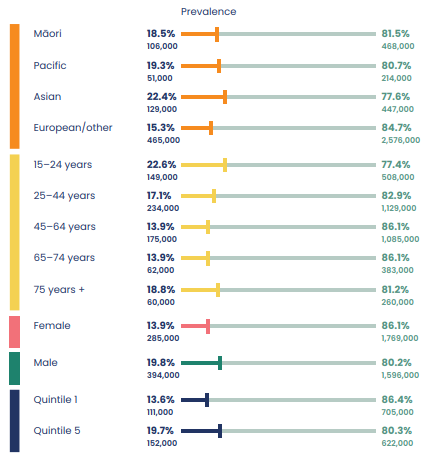 Prevalence
Māori 18.5% 81.5%
106,000 468,000
Pacific 19.3% 80.7%
51,000 214,000
Asian 22.4% 77.6%
129,000 447,000
European/other 15.3% 84.7%
465,000 2,576,000
15–24 years 22.6% 77.4%
149,000 508,000
25–44 years 17.1% 82.9%
234,000 1,129,000
45–64 years 13.9% 86.1%
175,000 1,085,000
65–74 years 13.9% 86.1%
62,000 383,000
75 years + 18.8% 81.2%
60,000 260,000
Female 13.9% 86.1%
285,000 1,769,000
Male 19.8% 80.2%
394,000 1,596,000
Quintile 1 13.6% 86.4%
111,000 705,000
Quintile 5 19.7% 80.3%
152,000 622,000